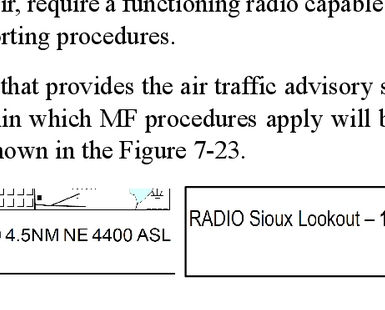 ir, require a functioning radio capable
rting procedures.
that provides the air traffic advisory s
in which MF procedures apply will b
nown in the Figure 7-23.
RADIO Sioux Lookout – 1
4.5NM NE 4400 ASL